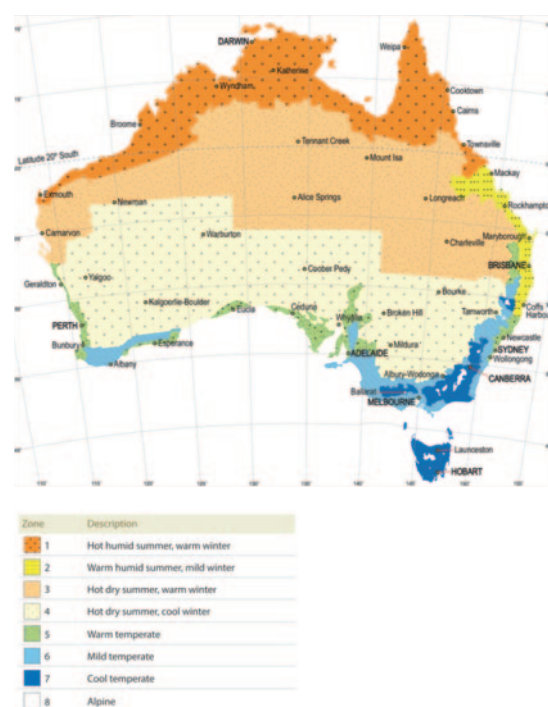 DARWIN
Weipa
Katherine
Wyndham
Cooktown
Cairns
Broome
Townsville
Latitude 20° South
Tennant Creek
Mount Isa
Mackay
Exmouth
Newman
Alice Springs
Longreach
Rockhampton
Carnarvon
Warburton
Charleville
Maryborough
BRISBANE
Coober Pedy
Geraldton
Yalgoo
Bourke
Kalgoorlie-Boulder
Eucla
Ceduna
Tamworth
Coffs
Harbour
Broken Hill
Whyalla
PERTH
Newcastle
Bunbury
Esperance
Mildura
SYDNEY
Albany
ADELAIDE
Wollongong
Albury-Wodonga
CANBERRA
Ballarat
MELBOURNE
Launceston
HOBART
Zone Description
1 Hot humid summer, warm winter
2 Warm humid summer, mild winter
3 Hot dry summer, warm winter
4 Hot dry summer, cool winter
5 Warm temperate
6 Mild temperate
7 Cool temperate
8 Alpine